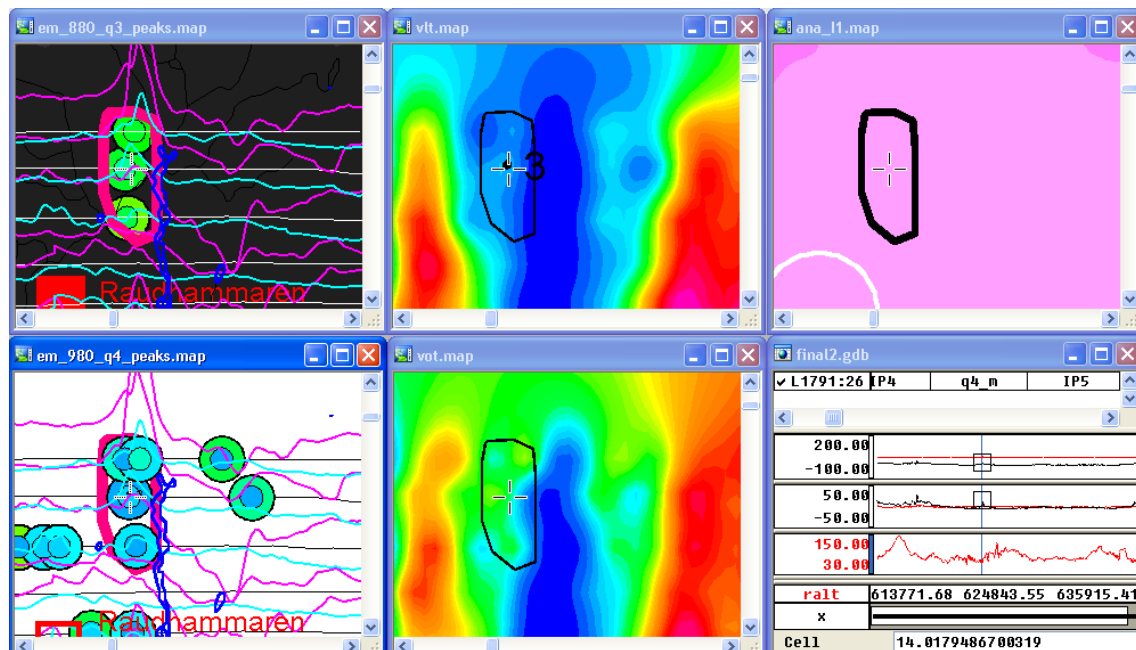 em_880_q3_peaks.map
vlt.map
ana_l1.map
3
Raudhammaren
em_980_q4_peaks.map
vot.map
final2.gdb
L1791:26 IP4 q4_m IP5
200.00
-100.00
50.00
-50.00
150.00
30.00
ralt 613771.68 624843.55 635915.41
x
Cell 14.0179486700319
Raudhammaren